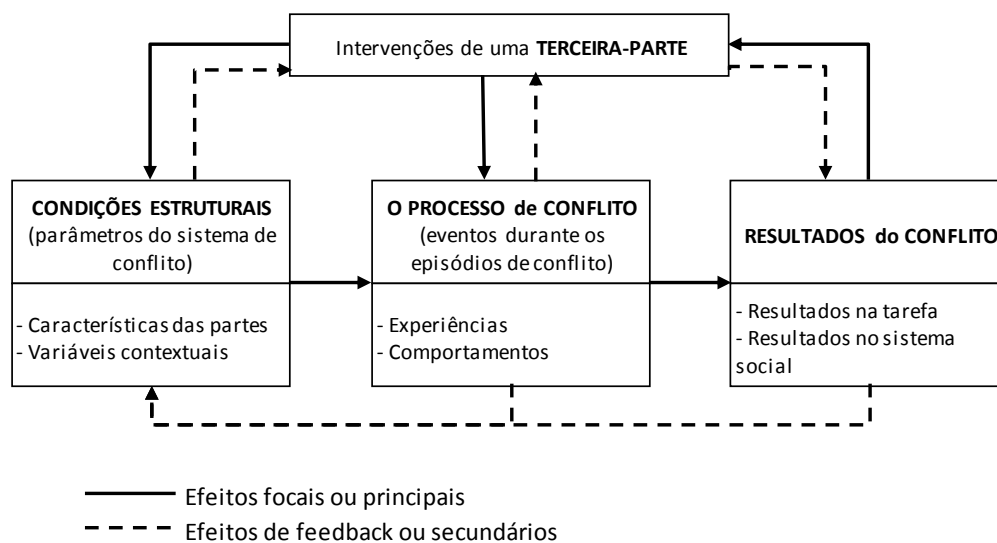 Intervenções de uma TERCEIRA-PARTE
CONDIÇÕES ESTRUTURAIS
(parâmetros do sistema de
conflito)
- Características das partes
- Variáveis contextuais
O PROCESSO de CONFLITO
(eventos durante os
episódios de conflito)
- Experiências
- Comportamentos
RESULTADOS do CONFLITO
- Resultados na tarefa
- Resultados no sistema
social
Efeitos focais ou principais
Efeitos de feedback ou secundários